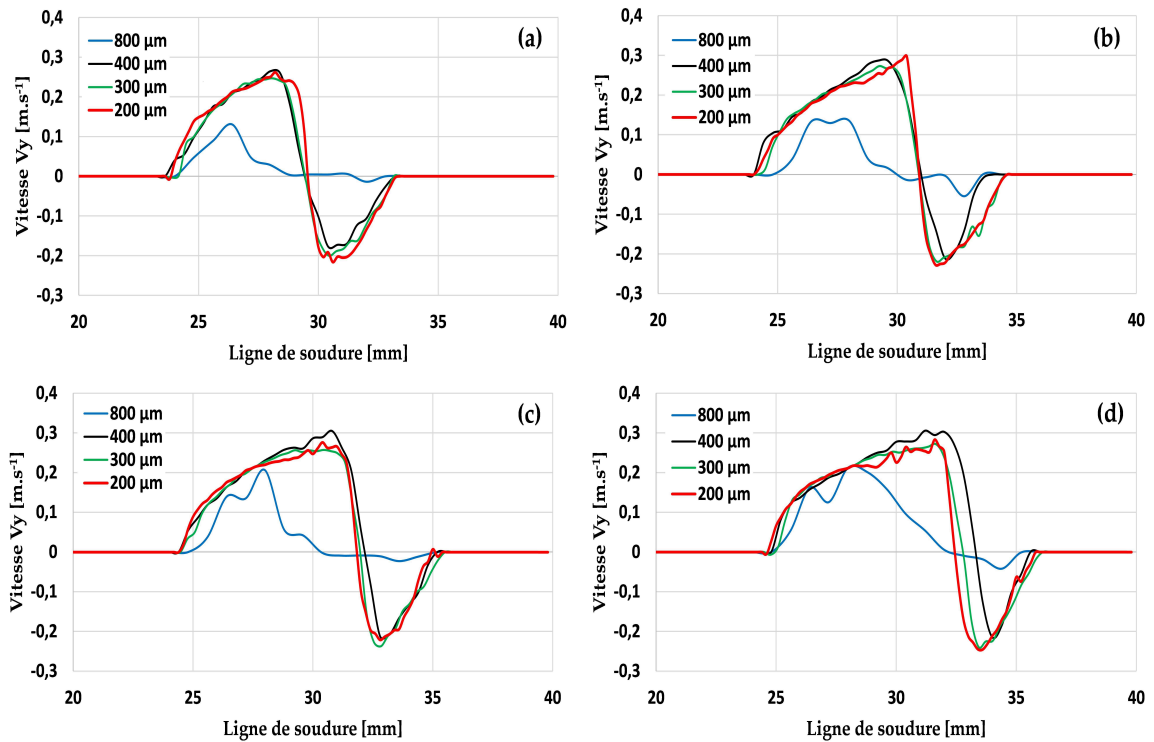 (a)
Vitesse Vy [m.s⁻¹]
0,4
0,3
0,2
0,1
0
-0,1
-0,2
-0,3
800 µm
400 µm
300 µm
200 µm
20 25 30 35 40
Ligne de soudure [mm]
(b)
Vitesse Vy [m.s⁻¹]
0,4
0,3
0,2
0,1
0
-0,1
-0,2
-0,3
800 µm
400 µm
300 µm
200 µm
20 25 30 35 40
Ligne de soudure [mm]
(c)
Vitesse Vy [m.s⁻¹]
0,4
0,3
0,2
0,1
0
-0,1
-0,2
-0,3
800 µm
400 µm
300 µm
200 µm
20 25 30 35 40
Ligne de soudure [mm]
(d)
Vitesse Vy [m.s⁻¹]
0,4
0,3
0,2
0,1
0
-0,1
-0,2
-0,3
800 µm
400 µm
300 µm
200 µm
20 25 30 35 40
Ligne de soudure [mm]